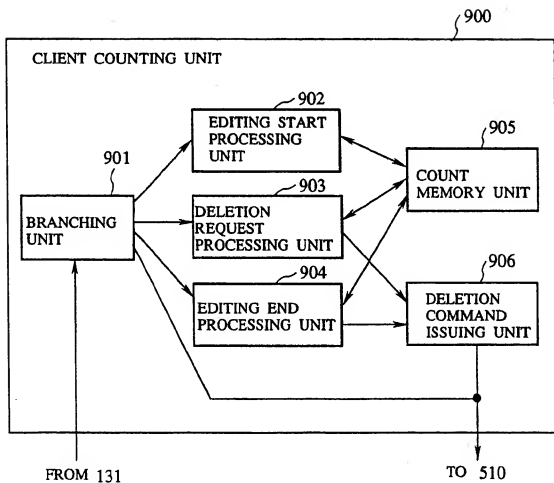 900
CLIENT COUNTING UNIT
902
EDITING START
PROCESSING
UNIT
905
COUNT
MEMORY UNIT
901
BRANCHING
UNIT
903
DELETION
REQUEST
PROCESSING UNIT
904
EDITING END
PROCESSING UNIT
906
DELETION
COMMAND
ISSUING UNIT
FROM 131
TO 510